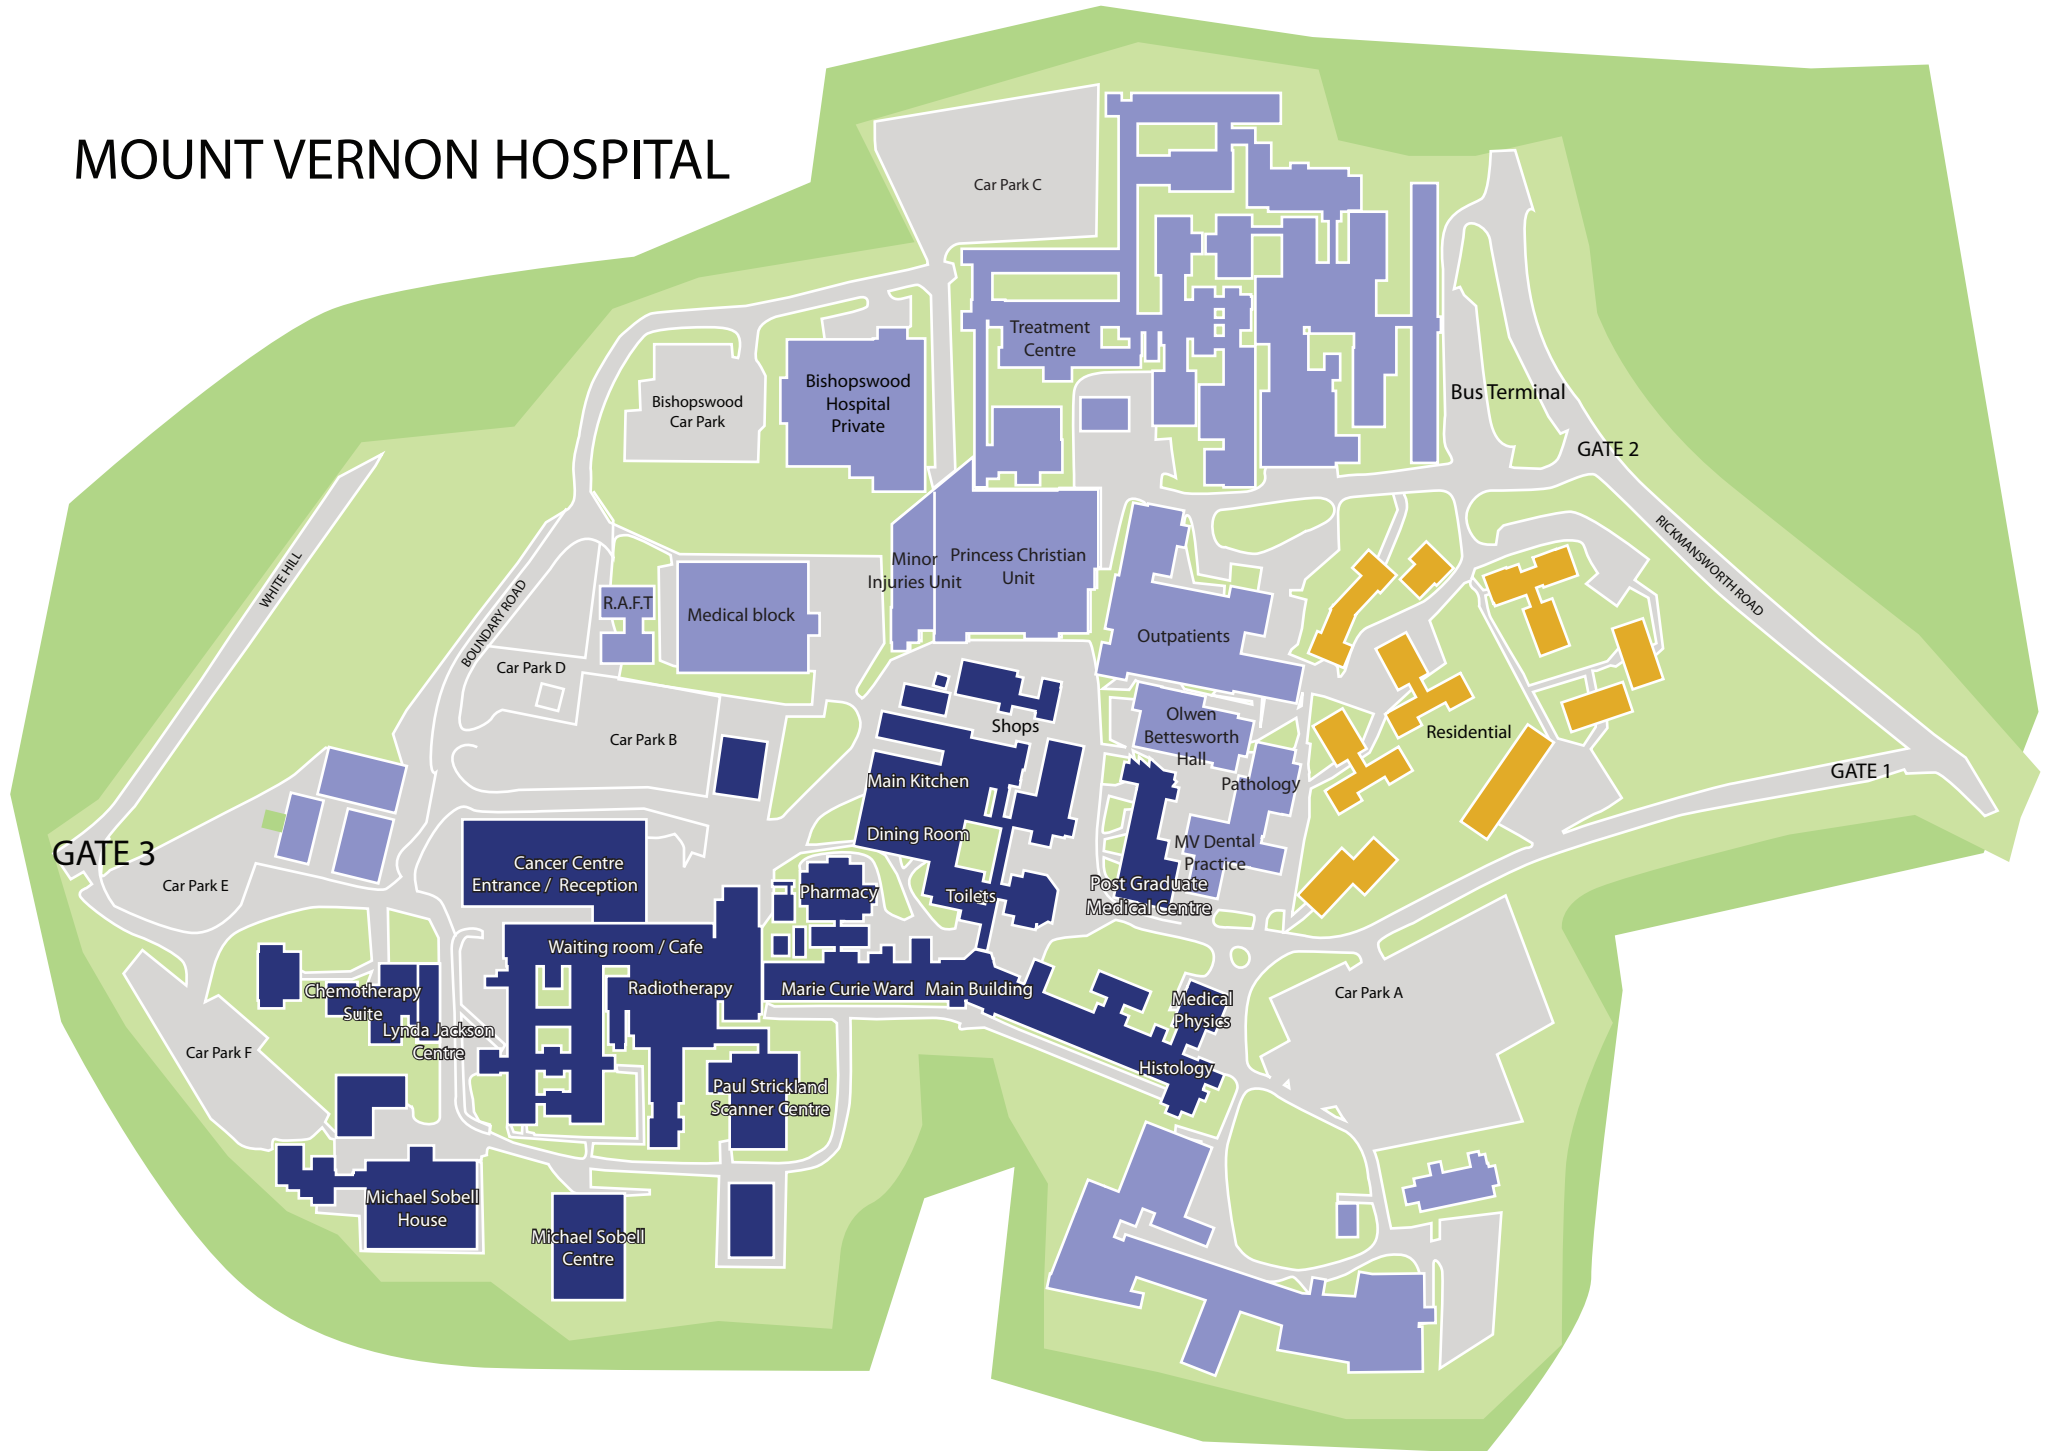 MOUNT VERNON HOSPITAL
Car Park C
Treatment
Centre
Bishopswood
Hospital
Private
Bishopswood
Car Park
Bus Terminal
GATE 2
RICKMANSWORTH ROAD
WHITE HILL
BOUNDARY ROAD
Minor
Injuries Unit
Princess Christian
Unit
R.A.F.T
Medical block
Outpatients
Car Park D
Car Park B
Shops
Olwen
Bettesworth
Hall
Residential
Pathology
GATE 1
Main Kitchen
Dining Room
MV Dental
Practice
GATE 3
Car Park E
Cancer Centre
Entrance / Reception
Pharmacy
Toilets
Post Graduate
Medical Centre
Waiting room / Cafe
Radiotherapy
Marie Curie Ward
Main Building
Chemotherapy
Suite
Lynda Jackson
Centre
Medical
Physics
Car Park A
Car Park F
Histology
Paul Strickland
Scanner Centre
Michael Sobell
House
Michael Sobell
Centre